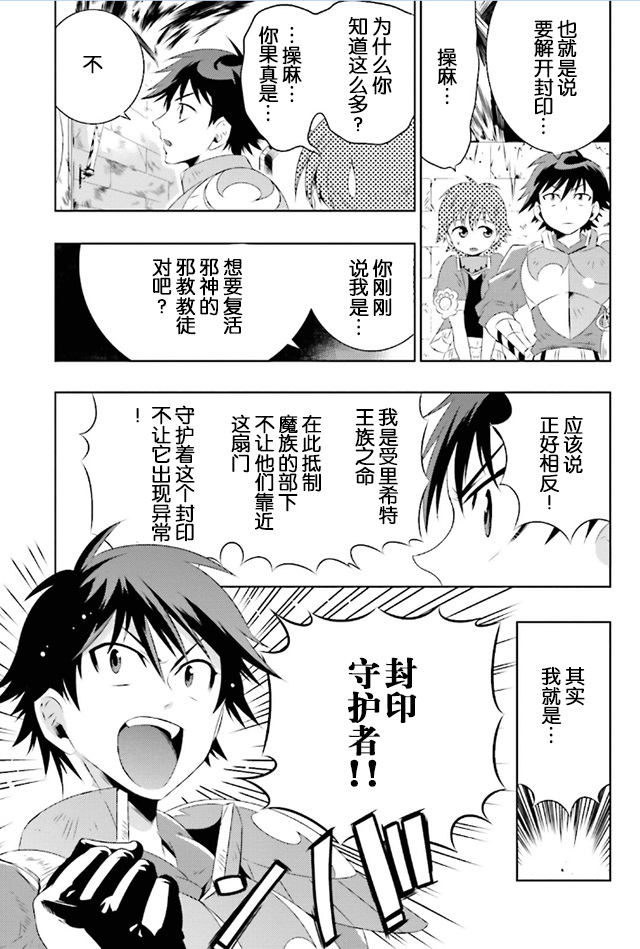 也就是说
要解开封印…
操麻…
为什么你
知道这么多？
操麻…
你果真是…
不
你刚刚
说我是…
想要复活
邪神的
邪教教徒
对吧？
应该说
正好相反！
我是受里希特
王族之命
在此抵制
魔族的部下
不让他们靠近
这扇门
守护着这个封印
不让它出现异常
！
其实
我就是…
封印
守护者！！